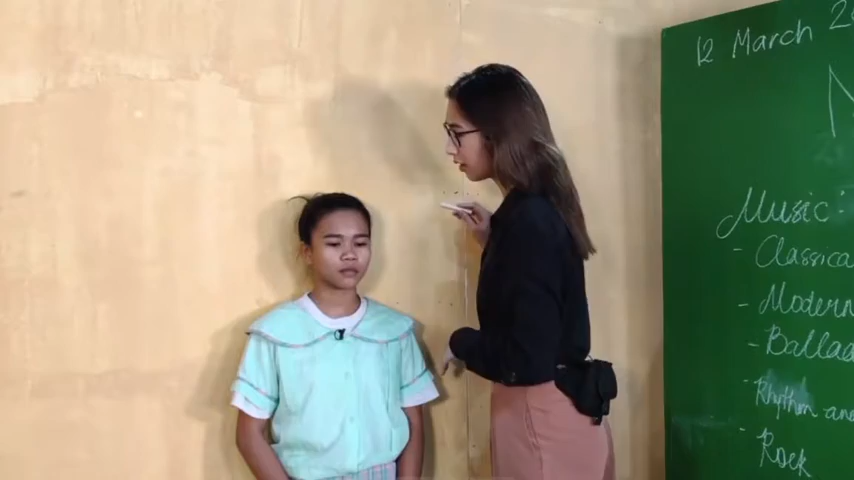 12 March
Music:
- Classical
- Modern
- Ballad
- Rhythm and
- Rock